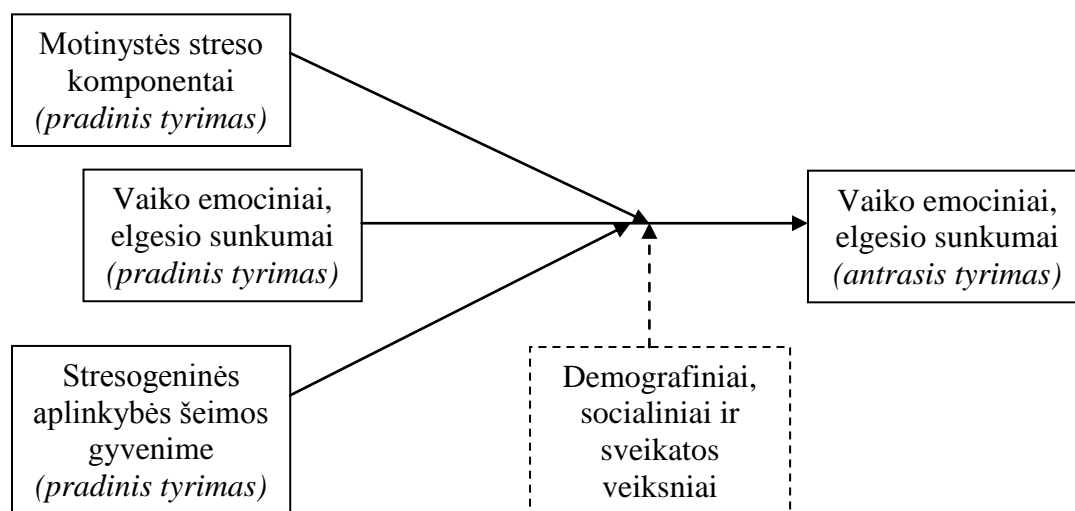 Motinystės streso
komponentai
(pradinis tyrimas)
Vaiko emociniai,
elgesio sunkumai
(pradinis tyrimas)
Vaiko emociniai,
elgesio sunkumai
(antrasis tyrimas)
Stresogeninės
aplinkybės šeimos
gyvenime
(pradinis tyrimas)
Demografiniai,
socialiniai ir
sveikatos
veiksniai